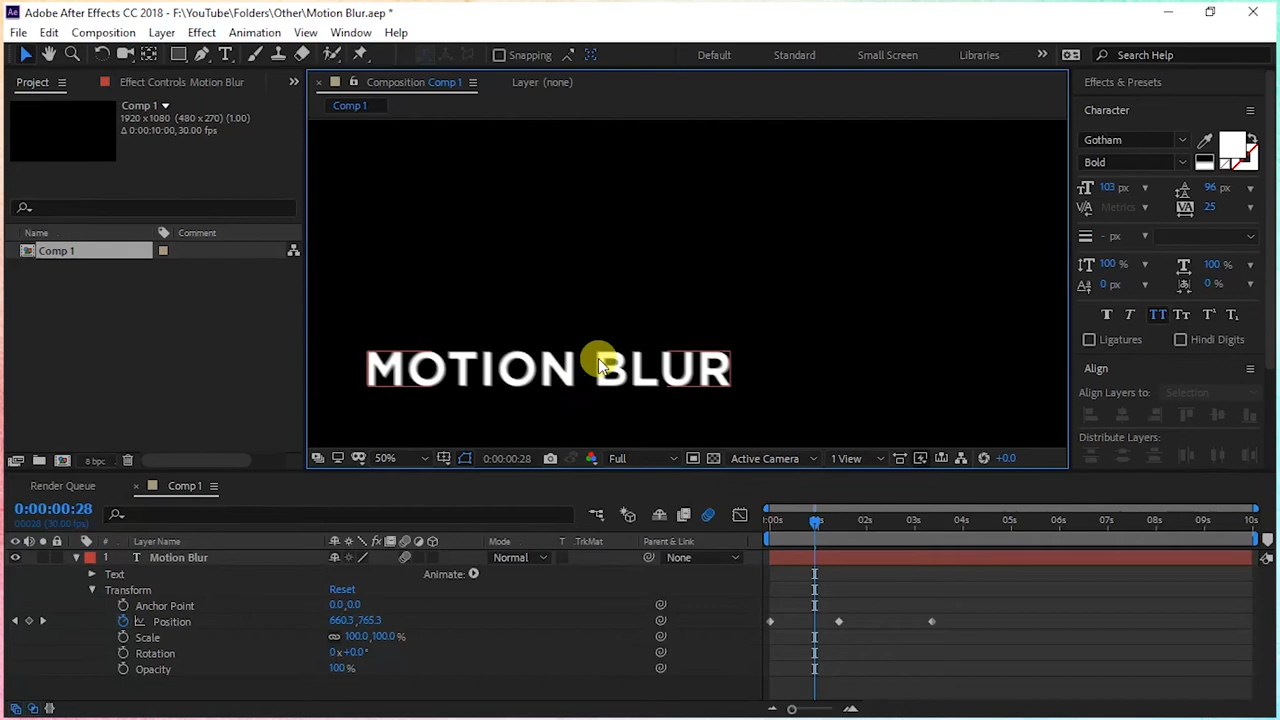 Adobe After Effects CC 2018 - F:\YouTube\Folders\Other\Motion Blur.aep *
File Edit Composition Layer Effect Animation View Window Help
Snapping Default Standard Small Screen Libraries Search Help
Project Effect Controls Motion Blur
Comp 1
1920 x 1080 (480 x 270) (1.00)
Δ 0:00:10:00, 30.00 fps
Name Comment
Comp 1
8 bpc
Composition Comp 1 Layer (none)
Comp 1
MOTION BLUR
50% 0:00:00:28 Full Active Camera 1 View +0.0
Effects & Presets
Character
Gotham
Bold
103 px 96 px
Metrics 25
- px
100 % 100 %
0 px 0 %
Ligatures Hindi Digits
Align
Align Layers to: Selection
Distribute Layers:
Render Queue Comp 1
0:00:00:28
00028 (30.00 fps)
:00s 02s 03s 04s 05s 06s 07s 08s 09s 10s
# Layer Name Mode T .TrkMat Parent & Link
1 T Motion Blur Normal None
Text Animate:
Transform Reset
Anchor Point 0.0,0.0
Position 660.3,765.3
Scale 100.0,100.0 %
Rotation 0x+0.0°
Opacity 100 %